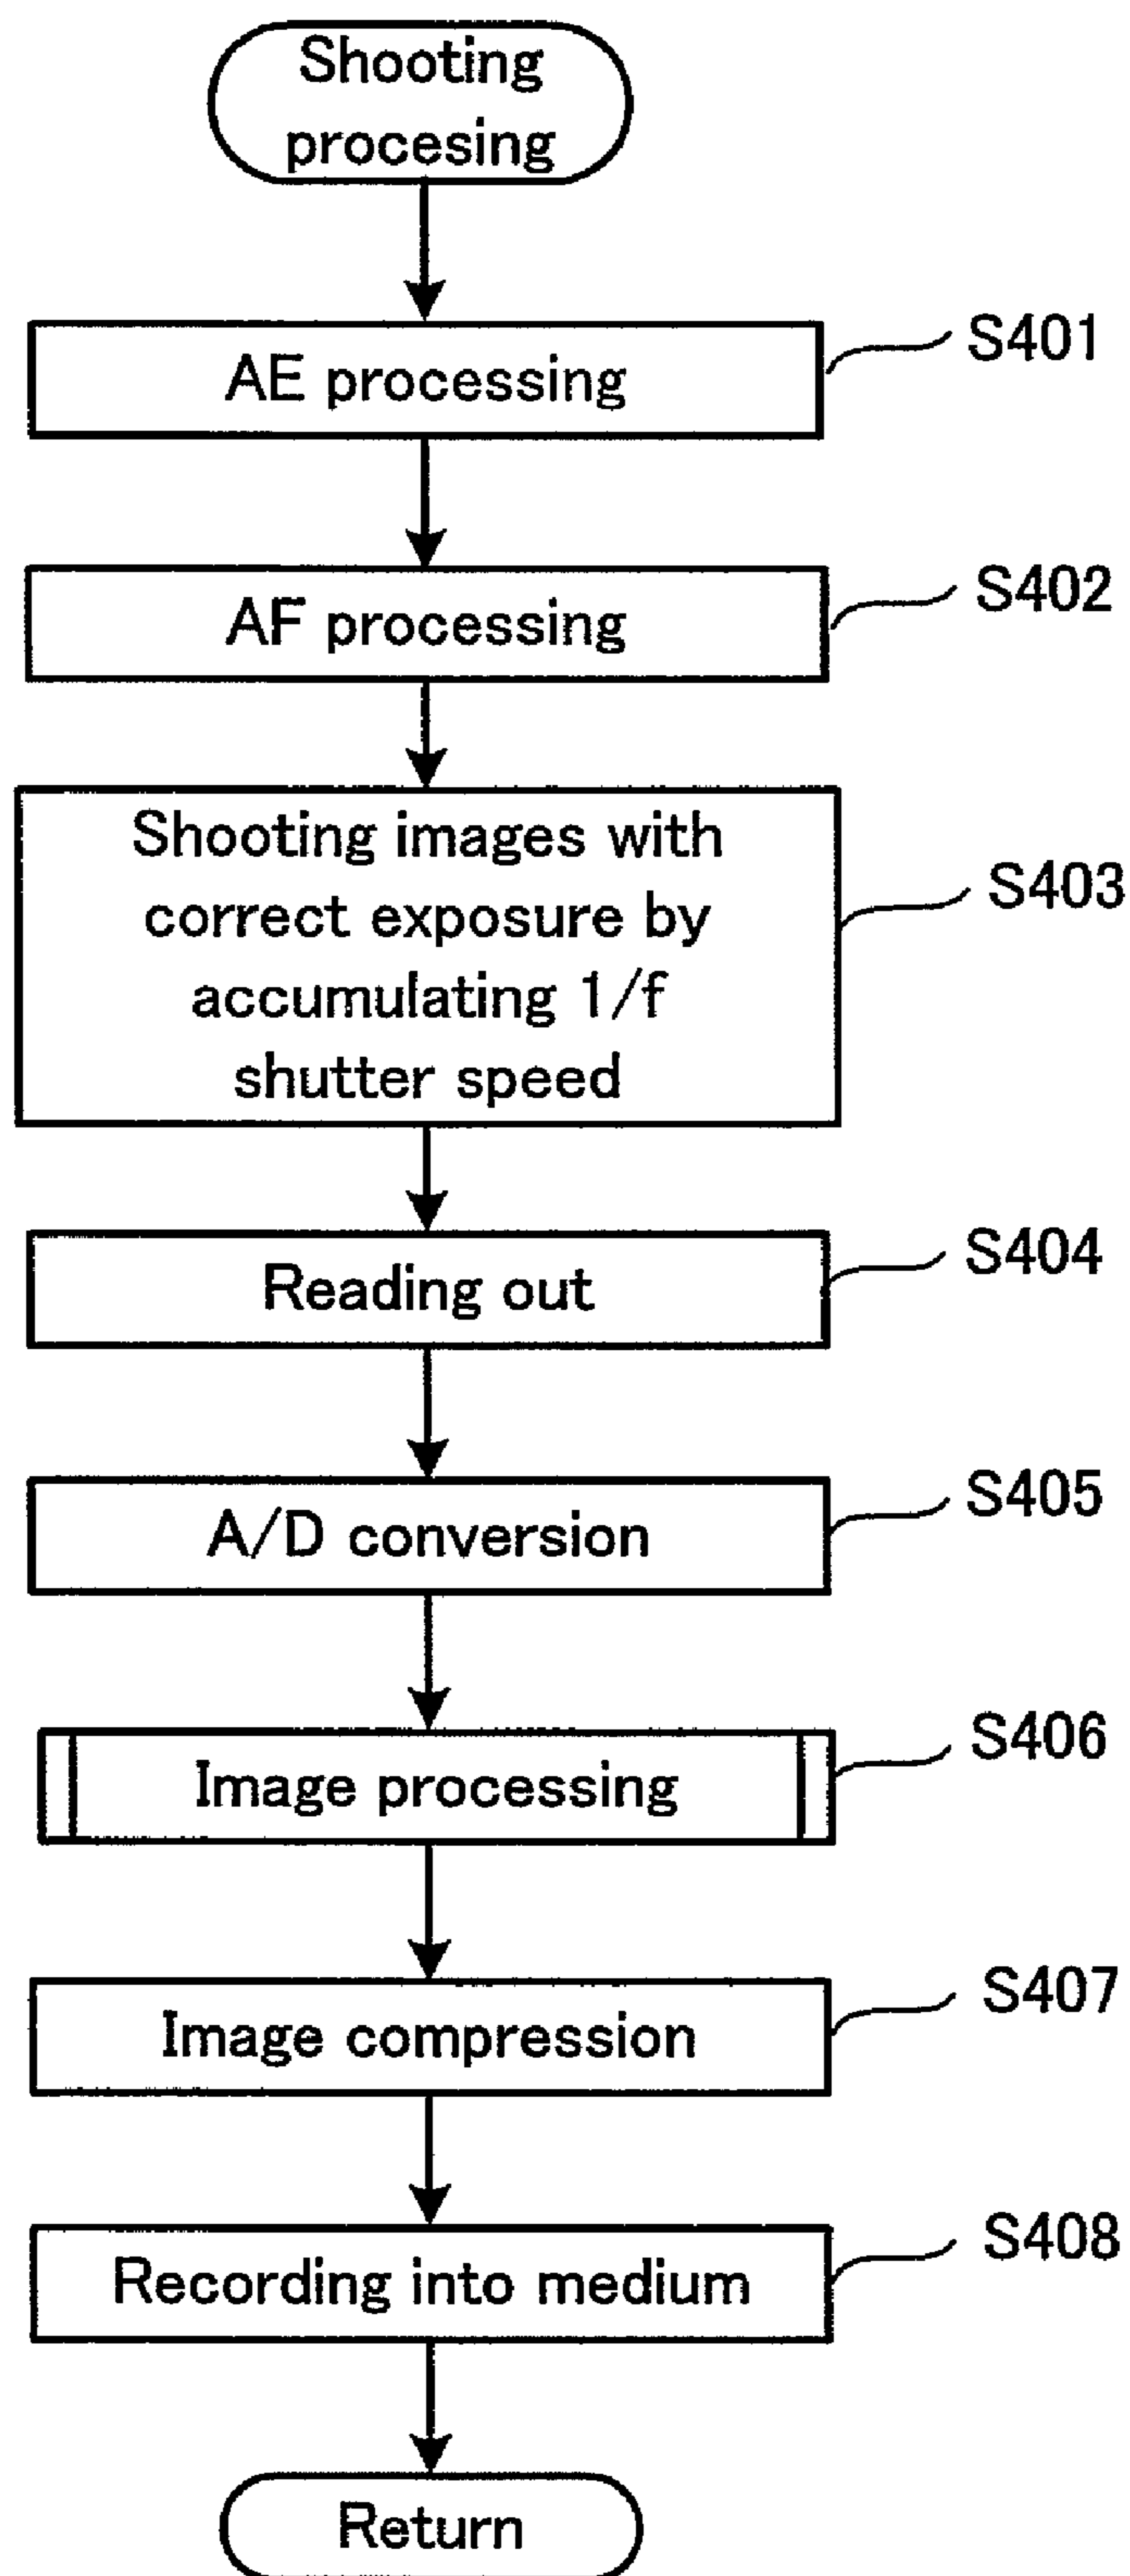 Shooting
procesing
AE processing
S401
AF processing
S402
Shooting images with
correct exposure by
accumulating 1/f
shutter speed
S403
Reading out
S404
A/D conversion
S405
Image processing
S406
Image compression
S407
Recording into medium
S408
Return